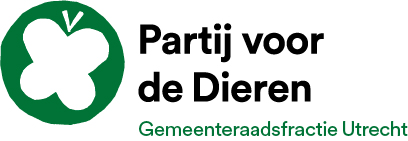 Partij voor
de Dieren
Gemeenteraadsfractie Utrecht